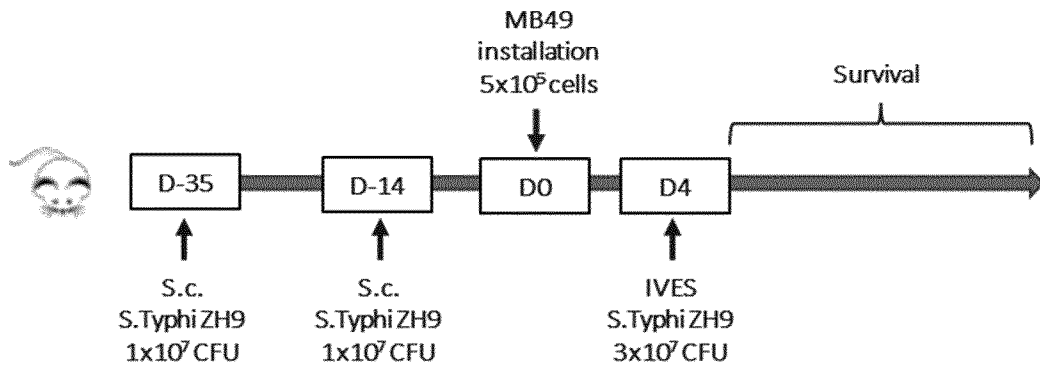 MB49
installation
5x10⁵ cells
Survival
D-35
D-14
D0
D4
S.c.
S.Typhi ZH9
1x10⁷ CFU
S.c.
S.Typhi ZH9
1x10⁷ CFU
IVES
S.Typhi ZH9
3x10⁷ CFU